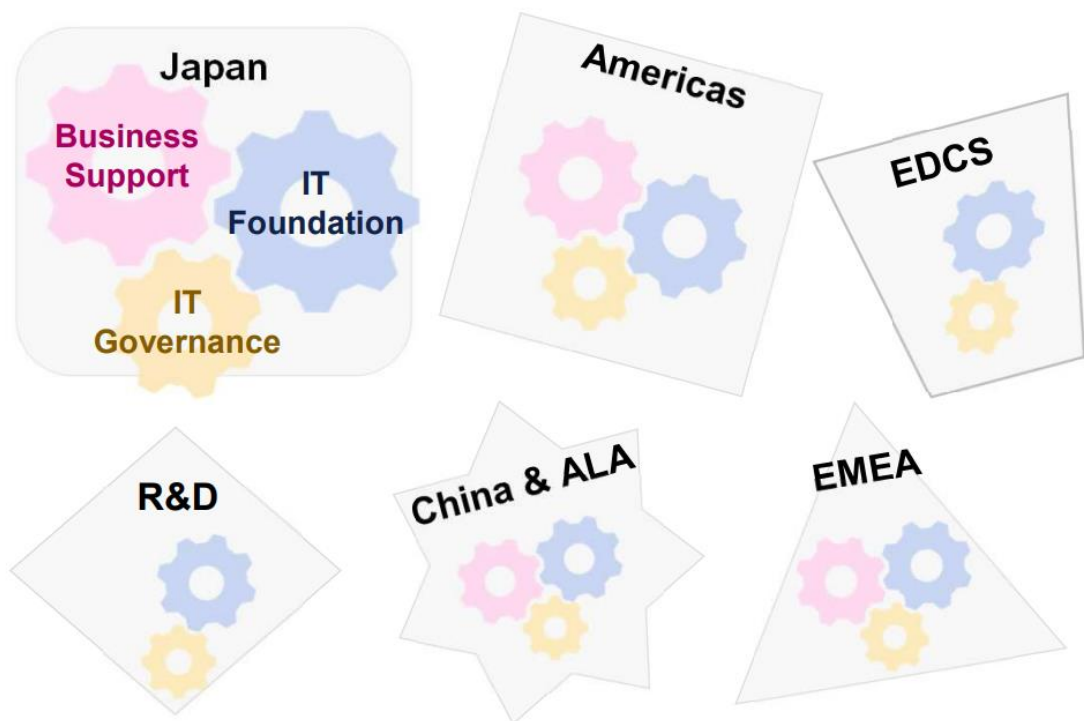 Japan
Business
Support
IT
Foundation
IT
Governance
Americas
EDCS
R&D
China & ALA
EMEA